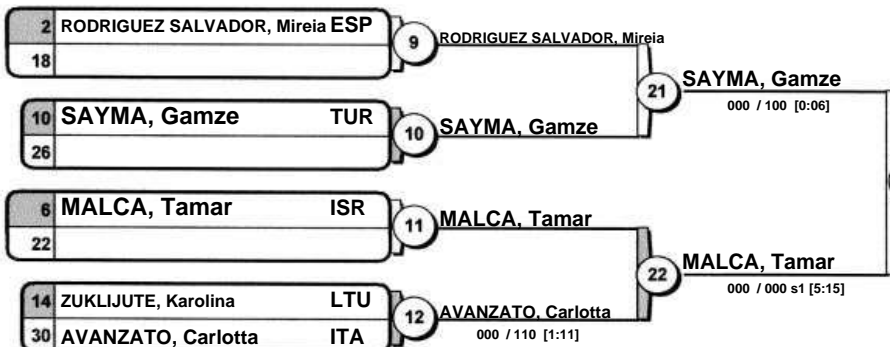 2 RODRIGUEZ SALVADOR, Mireia ESP
18
9
RODRIGUEZ SALVADOR, Mireia
10 SAYMA, Gamze TUR
26
10
SAYMA, Gamze
21
SAYMA, Gamze
000 / 100 [0:06]
6 MALCA, Tamar ISR
22
11
MALCA, Tamar
14 ZUKLIJUTE, Karolina LTU
30 AVANZATO, Carlotta ITA
12
AVANZATO, Carlotta
000 / 110 [1:11]
22
MALCA, Tamar
000 / 000 s1 [5:15]